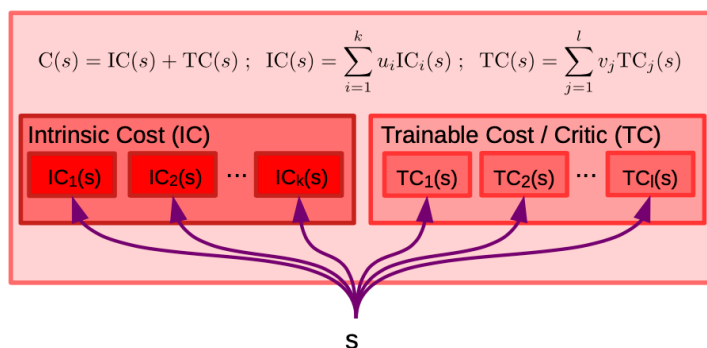 C(s) = IC(s) + TC(s) ; IC(s) = ∑_{i=1}^{k} u_i IC_i(s) ; TC(s) = ∑_{j=1}^{l} v_j TC_j(s)
Intrinsic Cost (IC)
IC₁(s) IC₂(s) ... ICₖ(s)
Trainable Cost / Critic (TC)
TC₁(s) TC₂(s) ... TCₗ(s)
s